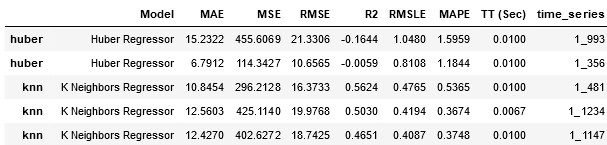 Model MAE MSE RMSE R2 RMSLE MAPE TT (Sec) time_series
huber Huber Regressor 15.2322 455.6069 21.3306 -0.1644 1.0480 1.5959 0.0100 1_993
huber Huber Regressor 6.7912 114.3427 10.6565 -0.0059 0.8108 1.1844 0.0100 1_356
knn K Neighbors Regressor 10.8454 296.2128 16.3733 0.5624 0.4765 0.5365 0.0100 1_481
knn K Neighbors Regressor 12.5603 425.1140 19.9768 0.5030 0.4194 0.3674 0.0067 1_1234
knn K Neighbors Regressor 12.4270 402.6272 18.7425 0.4651 0.4087 0.3748 0.0100 1_1147